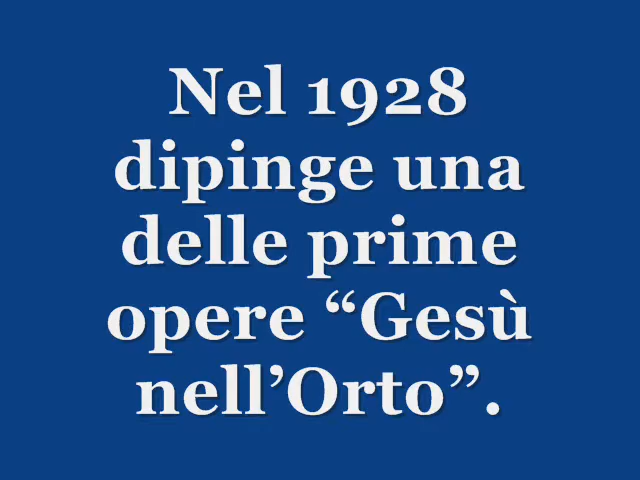 Nel 1928
dipinge una
delle prime
opere “Gesù
nell’Orto”.